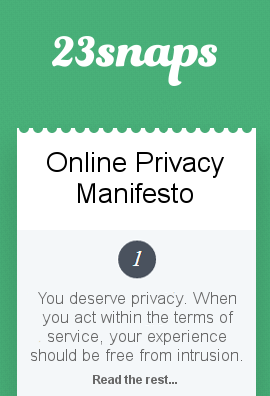 23snaps
Online Privacy
Manifesto
1
You deserve privacy. When
you act within the terms of
service, your experience
should be free from intrusion.
Read the rest...